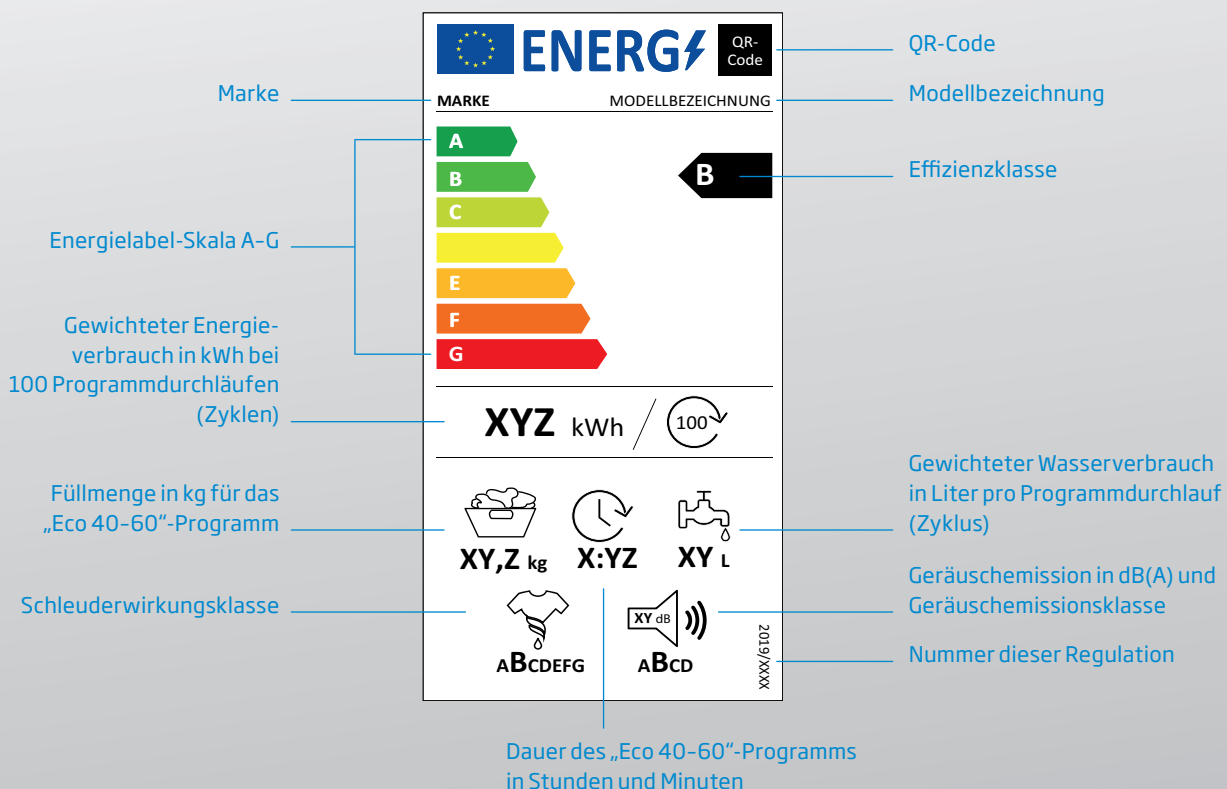 ENERG
QR-
Code
QR-Code
Marke
MARKE
MODELLBEZEICHNUNG
Modellbezeichnung
A
B
C
E
F
G
B
Effizienzklasse
Energielabel-Skala A–G
Gewichteter Energie-
verbrauch in kWh bei
100 Programmdurchläufen
(Zyklen)
XYZ kWh / 100
Füllmenge in kg für das
„Eco 40–60“-Programm
XY,Z kg
X:YZ
XY L
Gewichteter Wasserverbrauch
in Liter pro Programmdurchlauf
(Zyklus)
Schleuderwirkungsklasse
ABCDEFG
XY dB
ABCD
Geräuschemission in dB(A) und
Geräuschemissionsklasse
2019/XXXX
Nummer dieser Regulation
Dauer des „Eco 40–60“-Programms
in Stunden und Minuten